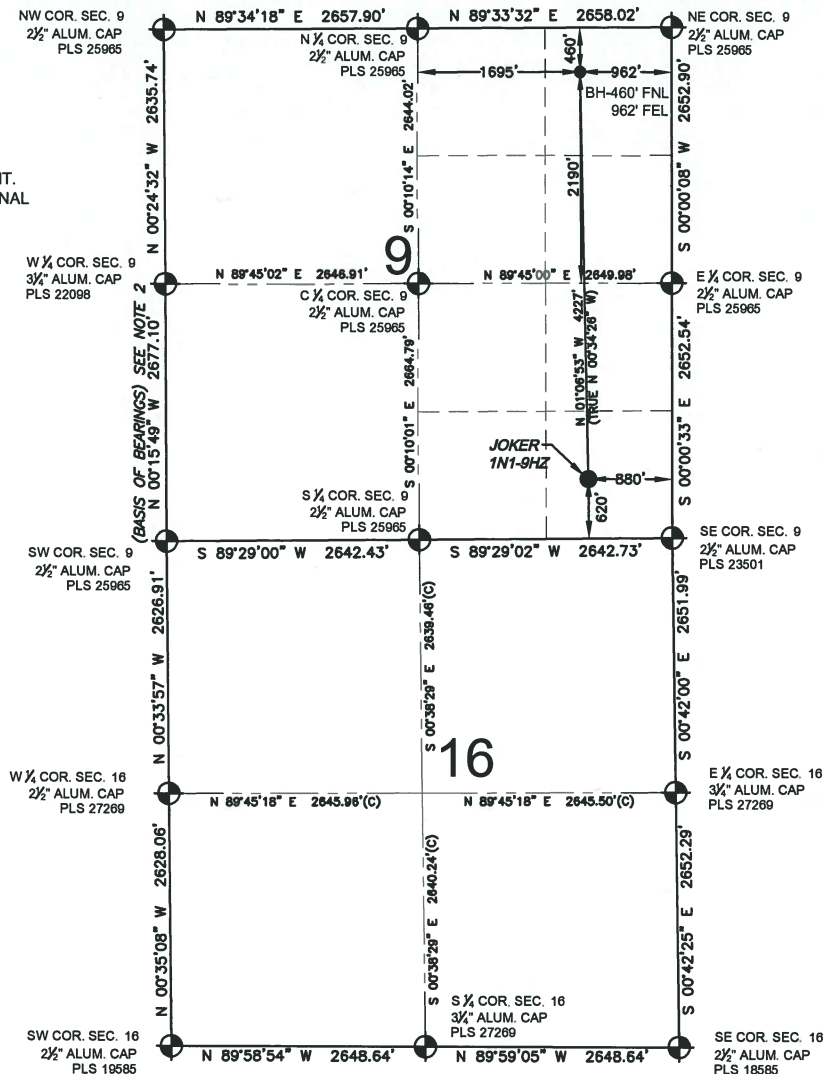 NW COR. SEC. 9
2½" ALUM. CAP
PLS 25965
N 89°34'18" E 2657.90'
N ¼ COR. SEC. 9
2½" ALUM. CAP
PLS 25965
N 89°33'32" E 2658.02'
NE COR. SEC. 9
2½" ALUM. CAP
PLS 25965
460'
1695'
962'
BH-460' FNL
962' FEL
N 00°24'32" W 2635.74'
S 00°10'14" E 2644.02'
2190'
S 00°00'08" W 2652.90'
NT.
NAL
W ¼ COR. SEC. 9
3¼" ALUM. CAP
PLS 22098
N 89°45'02" E 2646.91'
9
C ¼ COR. SEC. 9
2½" ALUM. CAP
PLS 25965
N 89°45'00" E 2649.98'
E ¼ COR. SEC. 9
2½" ALUM. CAP
PLS 25965
(BASIS OF BEARINGS) SEE NOTE 2
N 00°15'49" W 2677.10'
S 00°10'01" E 2664.79'
N 01°06'53" W 4227'
(TRUE N 00°34'26" W)
S 00°00'33" E 2652.54'
JOKER
1N1-9HZ
880'
620'
S ¼ COR. SEC. 9
2½" ALUM. CAP
PLS 25965
SW COR. SEC. 9
2½" ALUM. CAP
PLS 25965
S 89°29'00" W 2642.43'
S 89°29'02" W 2642.73'
SE COR. SEC. 9
2½" ALUM. CAP
PLS 23501
N 00°33'57" W 2626.91'
S 00°38'29" E 2639.46'(C)
S 00°42'00" E 2651.99'
16
W ¼ COR. SEC. 16
2½" ALUM. CAP
PLS 27269
N 89°45'18" E 2645.96'(C)
N 89°45'18" E 2645.50'(C)
E ¼ COR. SEC. 16
3¼" ALUM. CAP
PLS 27269
N 00°35'08" W 2628.06'
S 00°38'29" E 2640.24'(C)
S 00°42'25" E 2652.29'
S ¼ COR. SEC. 16
3¼" ALUM. CAP
PLS 27269
SW COR. SEC. 16
2½" ALUM. CAP
PLS 19585
N 89°58'54" W 2648.64'
N 89°59'05" W 2648.64'
SE COR. SEC. 16
2½" ALUM. CAP
PLS 18585